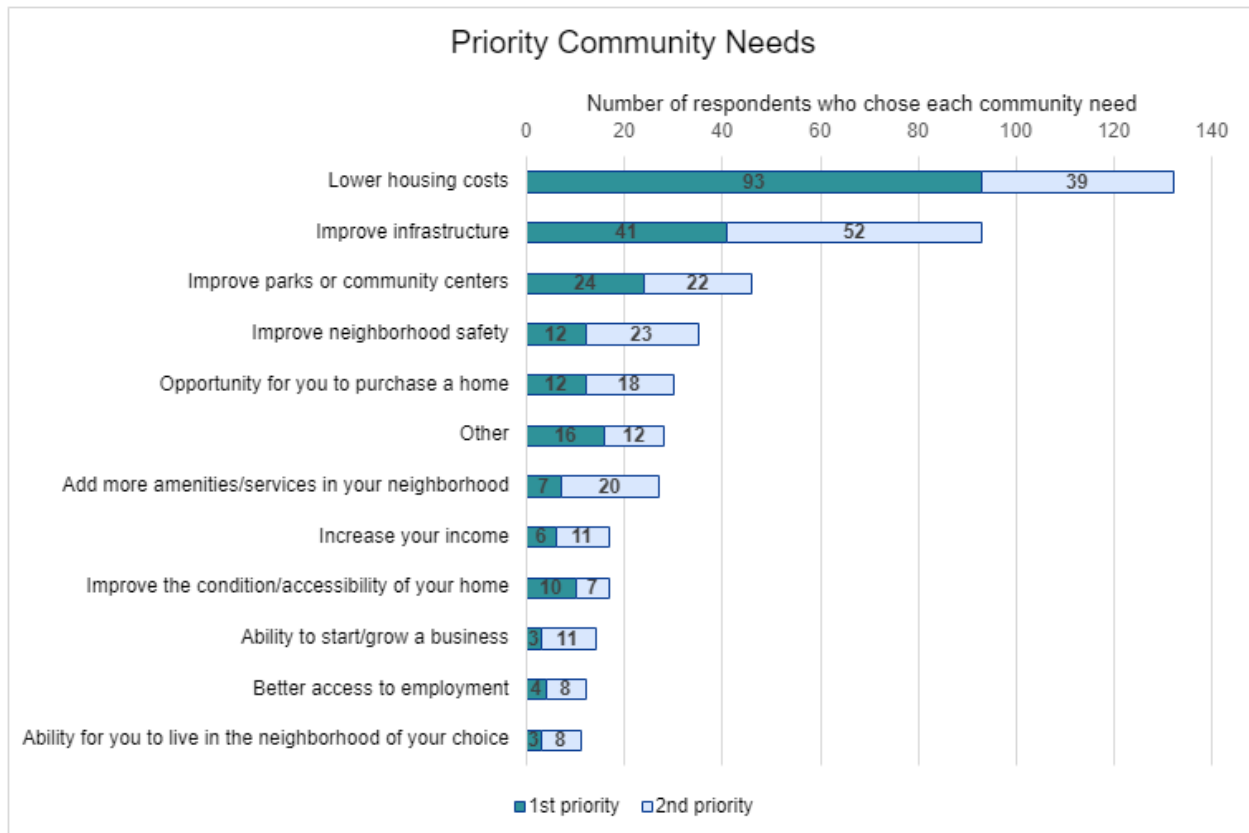 Priority Community Needs
Number of respondents who chose each community need
0 20 40 60 80 100 120 140
Lower housing costs 93 39
Improve infrastructure 41 52
Improve parks or community centers 24 22
Improve neighborhood safety 12 23
Opportunity for you to purchase a home 12 18
Other 16 12
Add more amenities/services in your neighborhood 7 20
Increase your income 6 11
Improve the condition/accessibility of your home 10 7
Ability to start/grow a business 3 11
Better access to employment 4 8
Ability for you to live in the neighborhood of your choice 3 8
1st priority 2nd priority